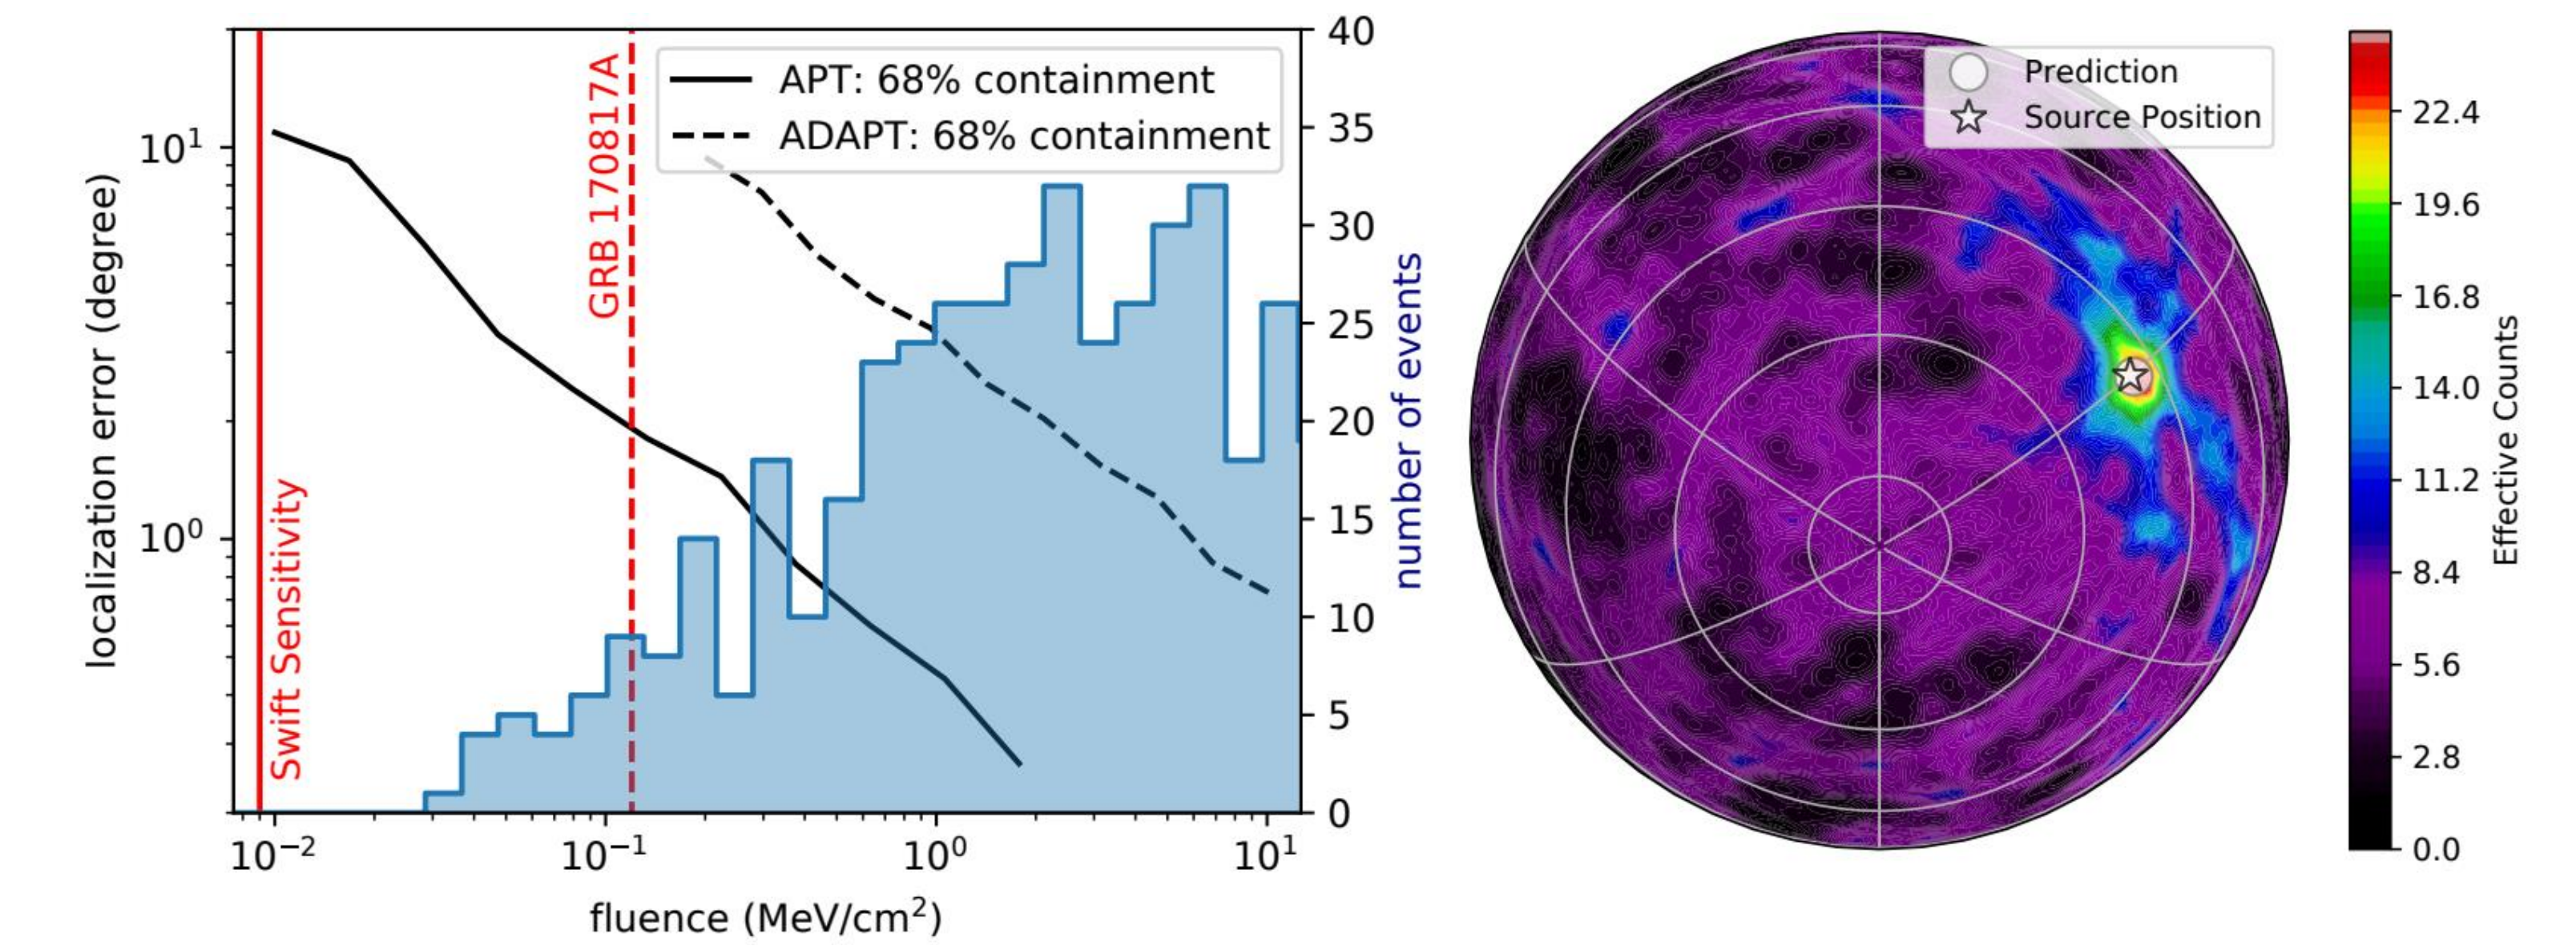 APT: 68% containment
ADAPT: 68% containment
GRB 170817A
Swift Sensitivity
localization error (degree)
10¹
10⁰
40
35
30
25
20
15
10
5
0
number of events
10⁻²
10⁻¹
10⁰
10¹
fluence (MeV/cm²)
Prediction
Source Position
22.4
19.6
16.8
14.0
11.2
8.4
5.6
2.8
0.0
Effective Counts